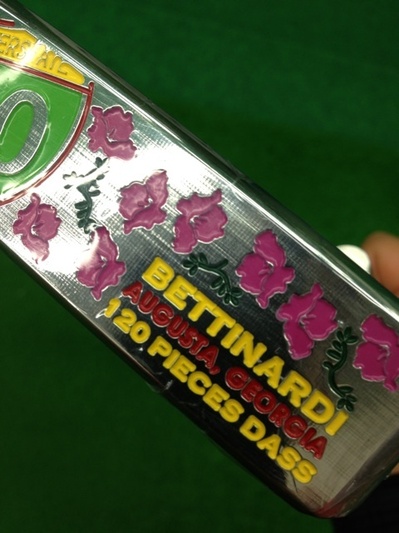 BETTINARDI
AUGUSTA, GEORGIA
120 PIECES DASS